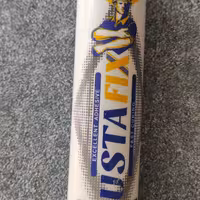 USTA FIX
EXCELLENT ADHESIVE